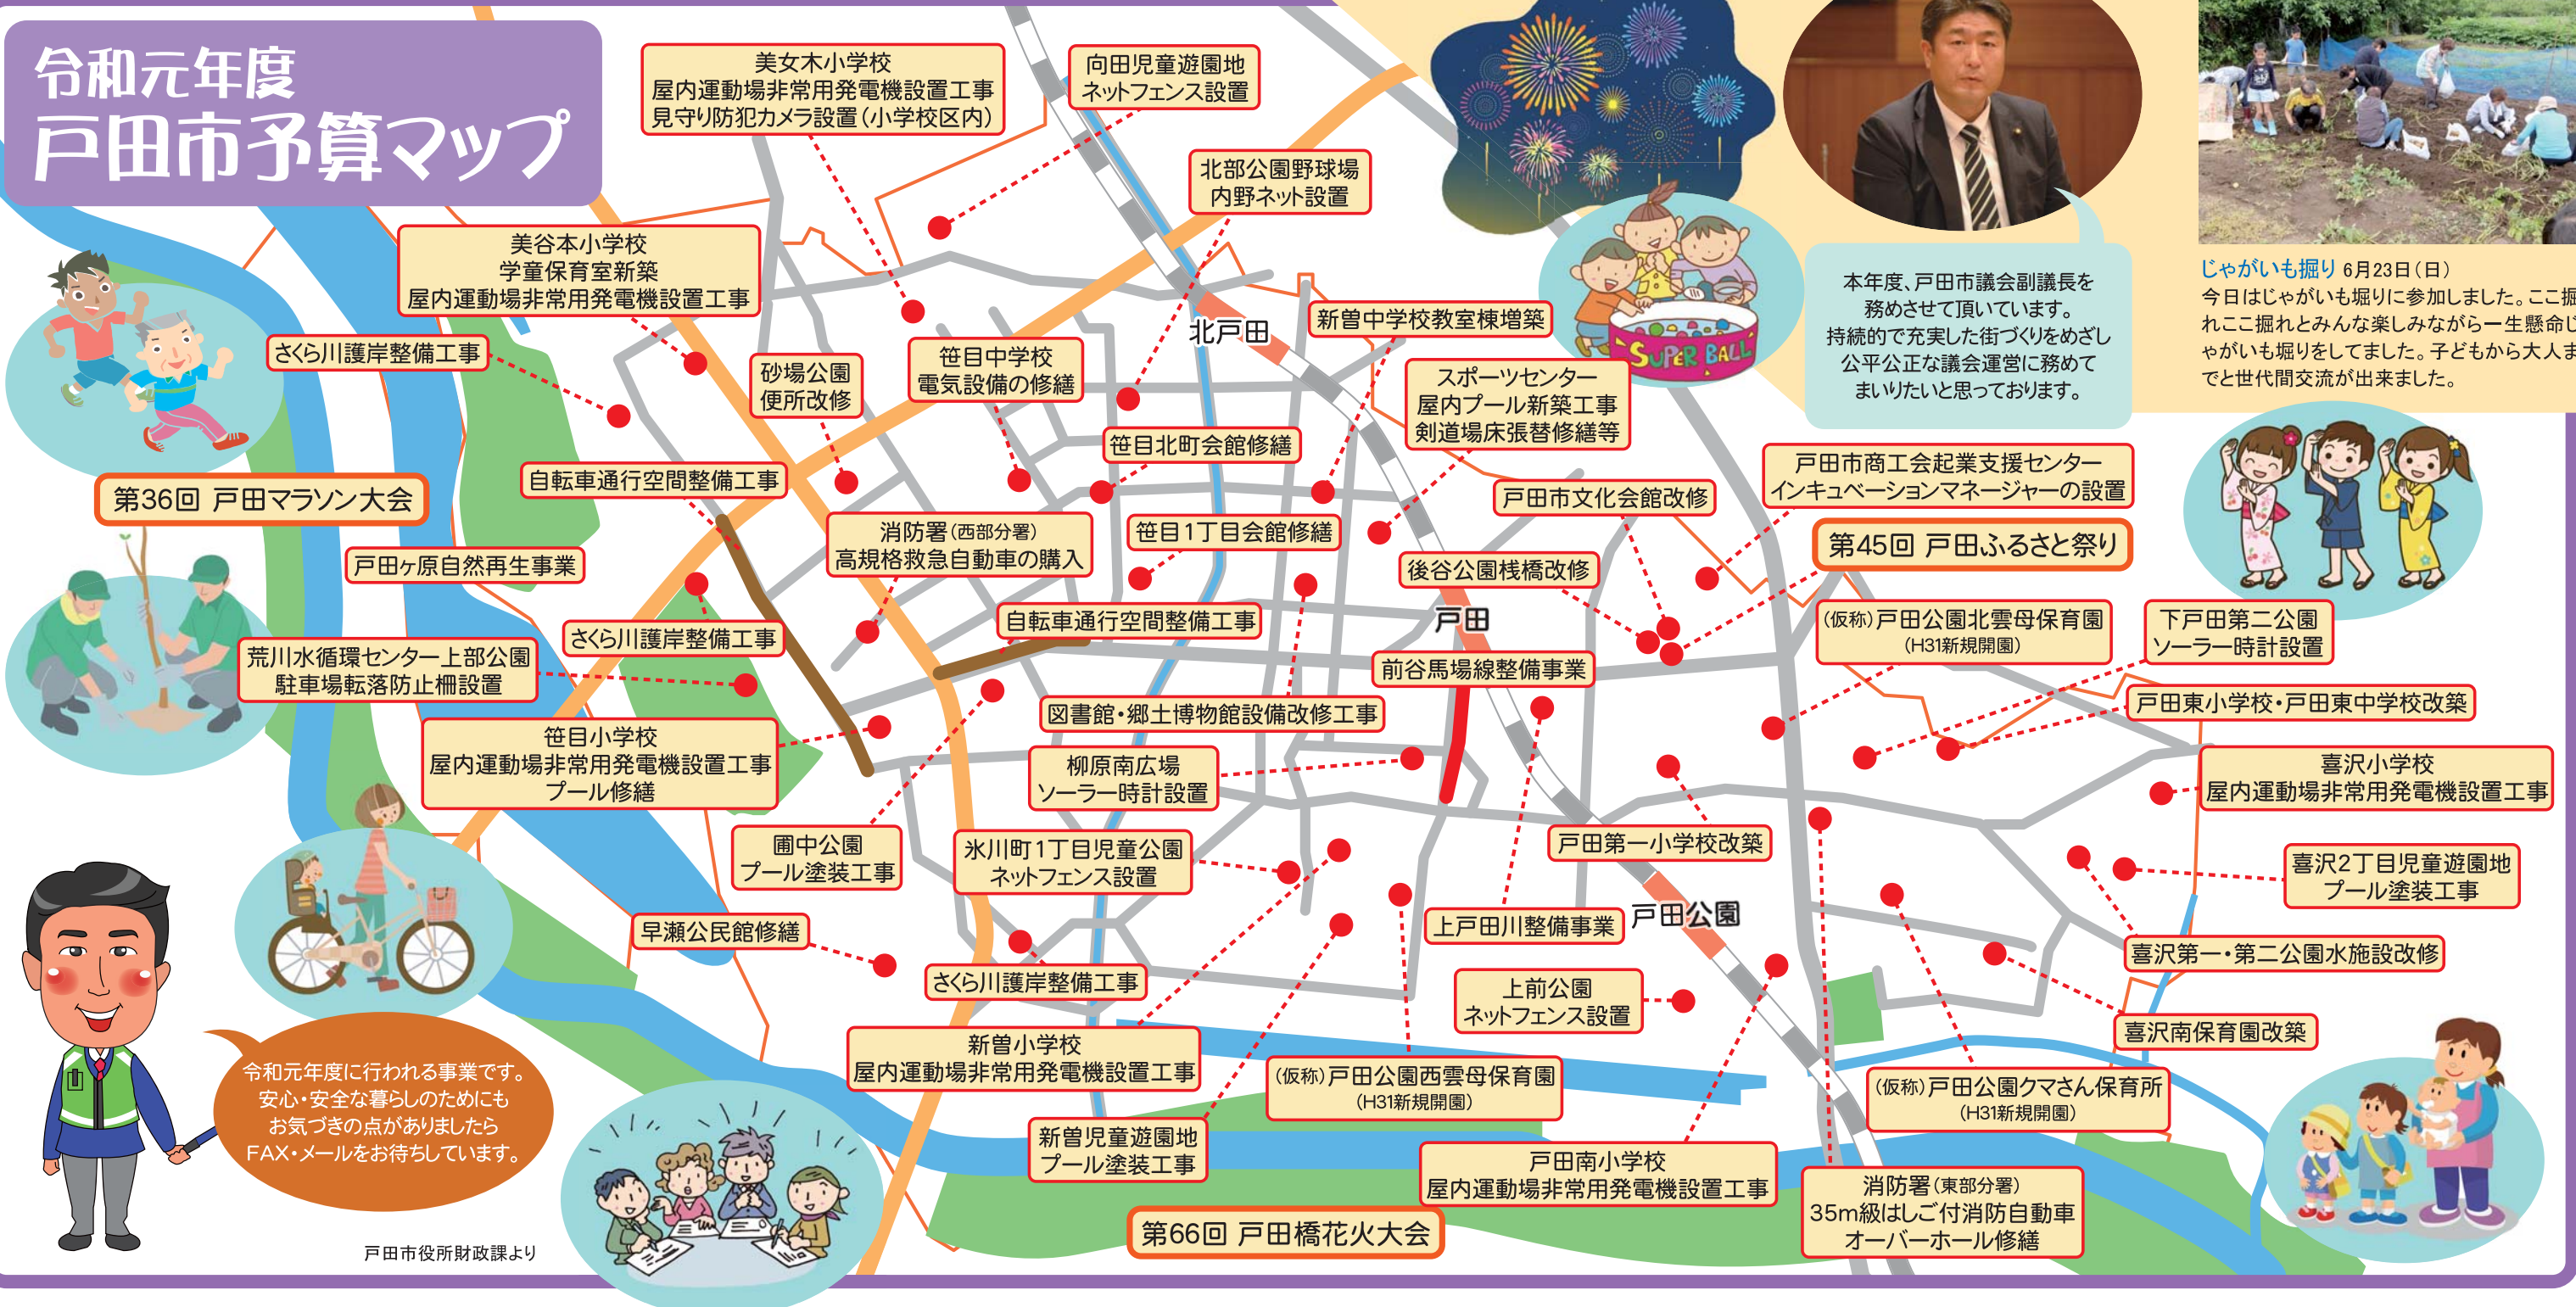 令和元年度
戸田市予算マップ
美女木小学校
屋内運動場非常用発電機設置工事
見守り防犯カメラ設置(小学校区内)
向田児童遊園地
ネットフェンス設置
北部公園野球場
内野ネット設置
美谷本小学校
学童保育室新築
屋内運動場非常用発電機設置工事
さくら川護岸整備工事
砂場公園
便所改修
笹目中学校
電気設備の修繕
北戸田
新曽中学校教室棟増築
スポーツセンター
屋内プール新築工事
剣道場床張替修繕等
SUPER BALL
本年度、戸田市議会副議長を
務めさせて頂いています。
持続的で充実した街づくりをめざし
公平公正な議会運営に務めて
まいりたいと思っております。
じゃがいも掘り 6月23日(日)
今日はじゃがいも堀りに参加しました。ここ掘
れここ掘れとみんな楽しみながら一生懸命じ
ゃがいも堀りをしてました。子どもから大人ま
でと世代間交流が出来ました。
笹目北町会館修繕
自転車通行空間整備工事
第36回 戸田マラソン大会
戸田市文化会館改修
戸田市商工会起業支援センター
インキュベーションマネージャーの設置
消防署(西部分署)
高規格救急自動車の購入
笹目1丁目会館修繕
第45回 戸田ふるさと祭り
戸田ヶ原自然再生事業
後谷公園桟橋改修
自転車通行空間整備工事
戸田
(仮称)戸田公園北雲母保育園
(H31新規開園)
下戸田第二公園
ソーラー時計設置
さくら川護岸整備工事
荒川水循環センター上部公園
駐車場転落防止柵設置
前谷馬場線整備事業
図書館・郷土博物館設備改修工事
戸田東小学校・戸田東中学校改築
笹目小学校
屋内運動場非常用発電機設置工事
プール修繕
柳原南広場
ソーラー時計設置
喜沢小学校
屋内運動場非常用発電機設置工事
圃中公園
プール塗装工事
氷川町1丁目児童公園
ネットフェンス設置
戸田第一小学校改築
喜沢2丁目児童遊園地
プール塗装工事
早瀬公民館修繕
上戸田川整備事業
戸田公園
喜沢第一・第二公園水施設改修
さくら川護岸整備工事
上前公園
ネットフェンス設置
喜沢南保育園改築
新曽小学校
屋内運動場非常用発電機設置工事
(仮称)戸田公園西雲母保育園
(H31新規開園)
(仮称)戸田公園クマさん保育所
(H31新規開園)
令和元年度に行われる事業です。
安心・安全な暮らしのためにも
お気づきの点がありましたら
FAX・メールをお待ちしています。
新曽児童遊園地
プール塗装工事
戸田南小学校
屋内運動場非常用発電機設置工事
消防署(東部分署)
35m級はしご付消防自動車
オーバーホール修繕
第66回 戸田橋花火大会
戸田市役所財政課より